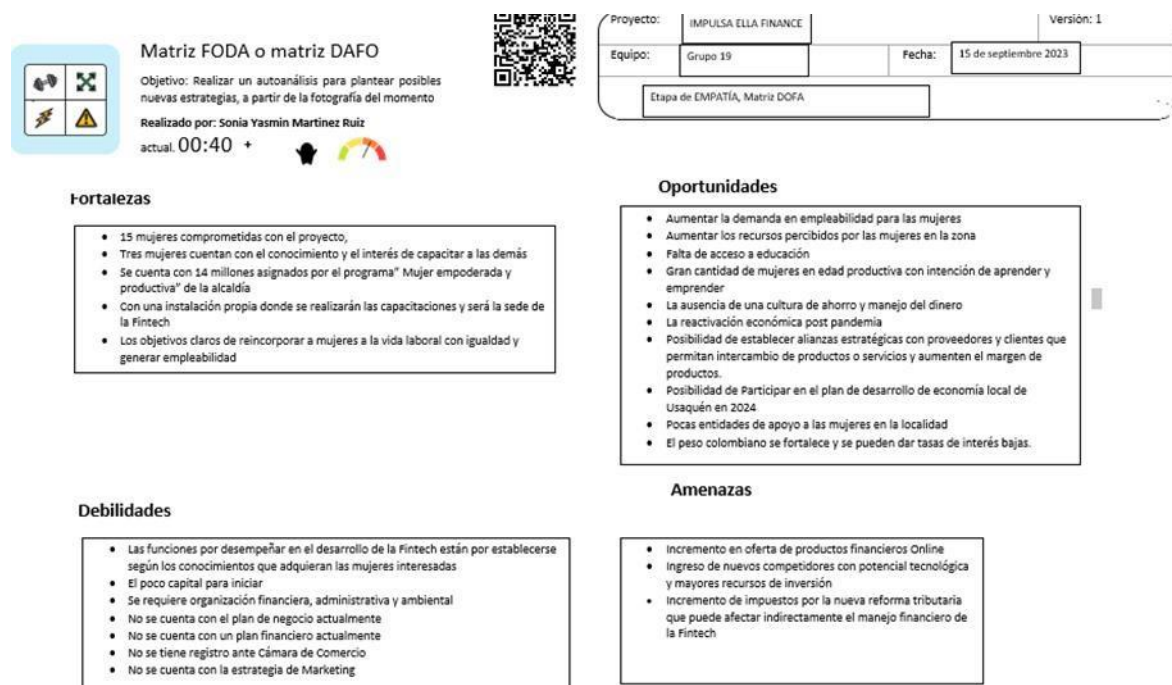 Matriz FODA o matriz DAFO
Objetivo: Realizar un autoanálisis para plantear posibles
nuevas estrategias, a partir de la fotografía del momento
Realizado por: Sonia Yasmin Martinez Ruiz
actual. 00:40 +
Proyecto: IMPULSA ELLA FINANCE Versión: 1
Equipo: Grupo 19 Fecha: 15 de septiembre 2023
Etapa de EMPATÍA, Matriz DOFA
Fortalezas
• 15 mujeres comprometidas con el proyecto,
• Tres mujeres cuentan con el conocimiento y el interés de capacitar a las demás
• Se cuenta con 14 millones asignados por el programa” Mujer empoderada y
productiva” de la alcaldía
• Con una instalación propia donde se realizarán las capacitaciones y será la sede de
la Fintech
• Los objetivos claros de reincorporar a mujeres a la vida laboral con igualdad y
generar empleabilidad
Oportunidades
• Aumentar la demanda en empleabilidad para las mujeres
• Aumentar los recursos percibidos por las mujeres en la zona
• Falta de acceso a educación
• Gran cantidad de mujeres en edad productiva con intención de aprender y
emprender
• La ausencia de una cultura de ahorro y manejo del dinero
• La reactivación económica post pandemia
• Posibilidad de establecer alianzas estratégicas con proveedores y clientes que
permitan intercambio de productos o servicios y aumenten el margen de
productos.
• Posibilidad de Participar en el plan de desarrollo de economía local de
Usaquén en 2024
• Pocas entidades de apoyo a las mujeres en la localidad
• El peso colombiano se fortalece y se pueden dar tasas de interés bajas.
Debilidades
• Las funciones por desempeñar en el desarrollo de la Fintech están por establecerse
según los conocimientos que adquieran las mujeres interesadas
• El poco capital para iniciar
• Se requiere organización financiera, administrativa y ambiental
• No se cuenta con el plan de negocio actualmente
• No se cuenta con un plan financiero actualmente
• No se tiene registro ante Cámara de Comercio
• No se cuenta con la estrategia de Marketing
Amenazas
• Incremento en oferta de productos financieros Online
• Ingreso de nuevos competidores con potencial tecnológica
y mayores recursos de inversión
• Incremento de impuestos por la nueva reforma tributaria
que puede afectar indirectamente el manejo financiero de
la Fintech